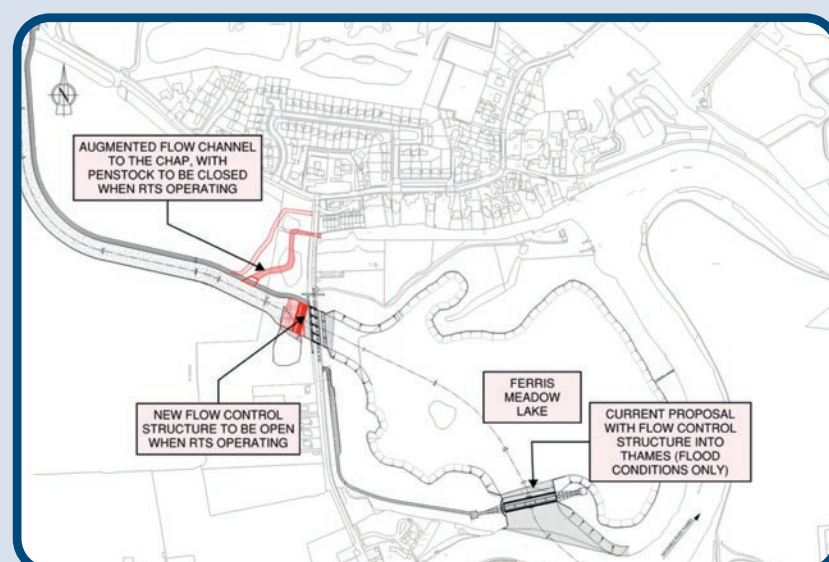 N
AUGMENTED FLOW CHANNEL
TO THE CHAP, WITH
PENSTOCK TO BE CLOSED
WHEN RTS OPERATING
NEW FLOW CONTROL
STRUCTURE TO BE OPEN
WHEN RTS OPERATING
FERRIS
MEADOW
LAKE
CURRENT PROPOSAL
WITH FLOW CONTROL
STRUCTURE INTO
THAMES (FLOOD
CONDITIONS ONLY)